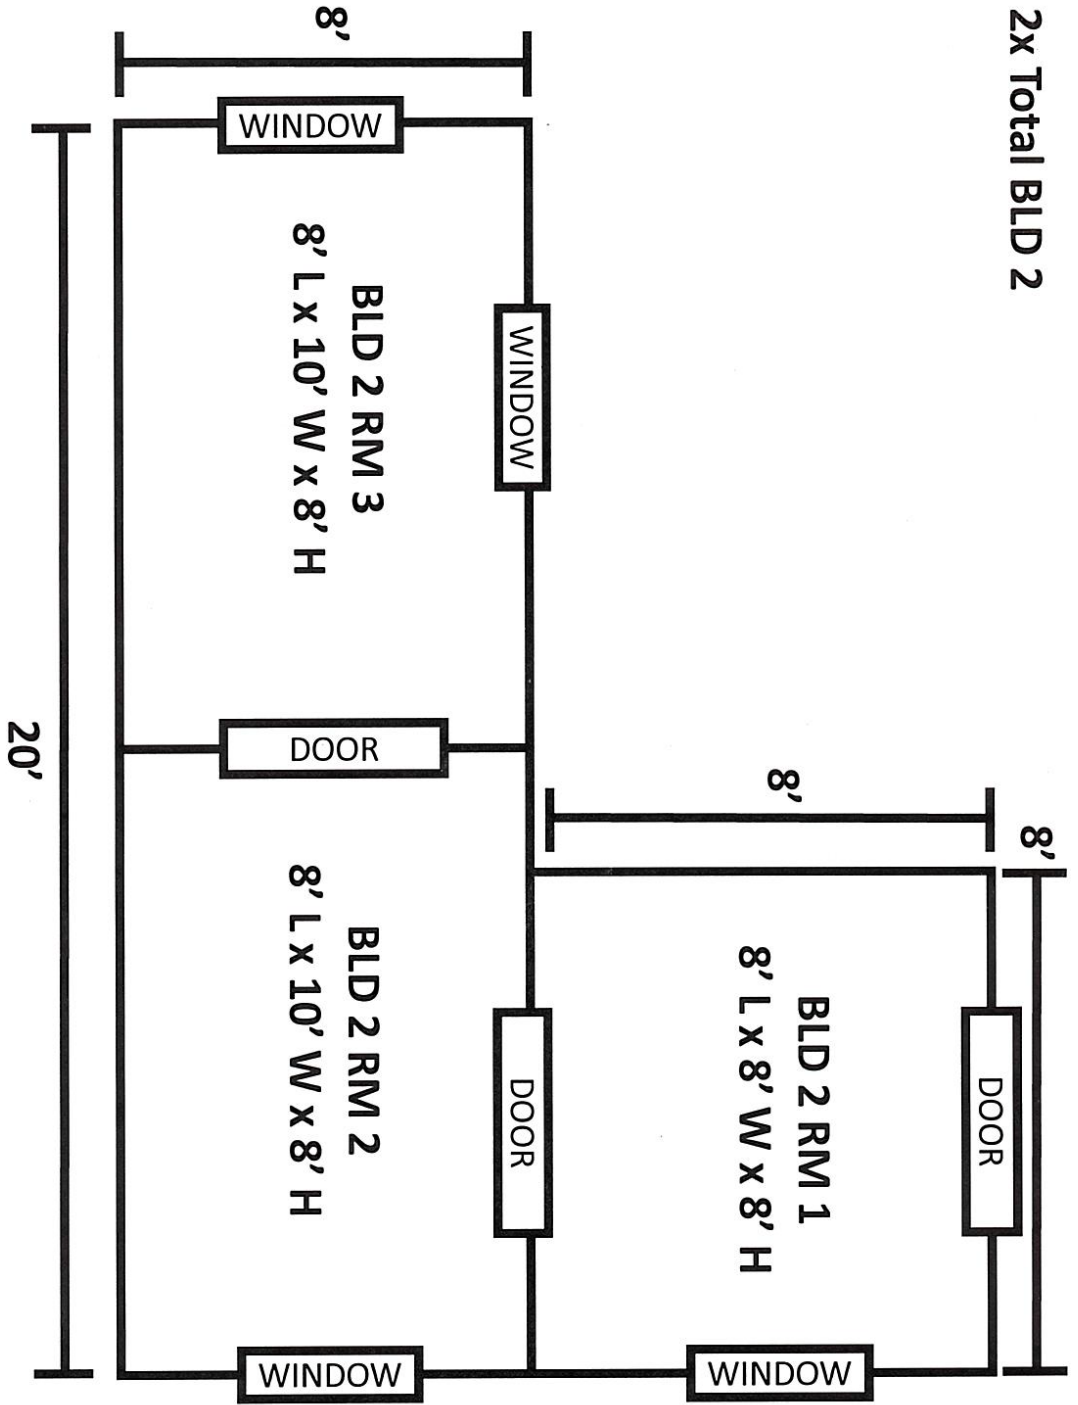 2x Total BLD 2
8'
8'
DOOR
WINDOW
BLD 2 RM 1
8' L x 8' W x 8' H
8'
WINDOW
DOOR
WINDOW
BLD 2 RM 3
8' L x 10' W x 8' H
DOOR
BLD 2 RM 2
8' L x 10' W x 8' H
WINDOW
WINDOW
20'